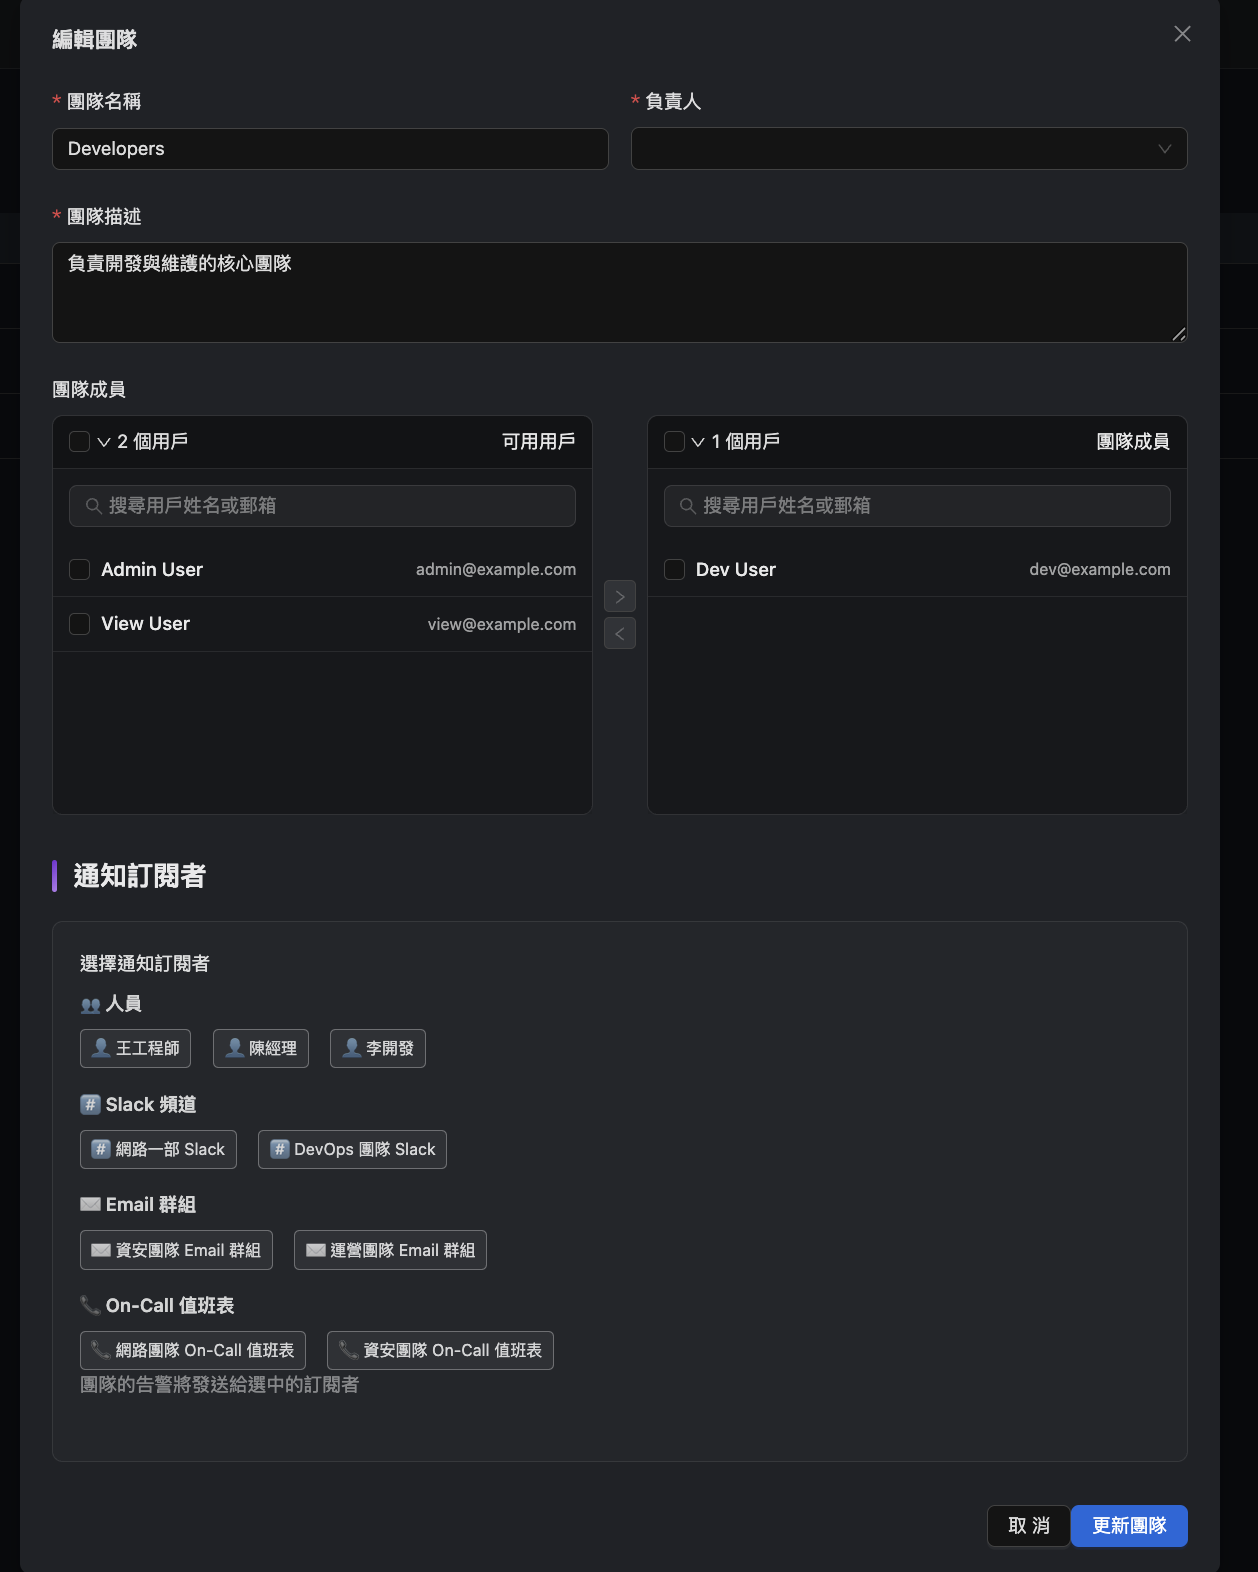 編輯團隊
* 團隊名稱
* 負責人
Developers
* 團隊描述
負責開發與維護的核心團隊
團隊成員
2 個用戶 可用用戶
搜尋用戶姓名或郵箱
Admin User admin@example.com
View User view@example.com
1 個用戶 團隊成員
搜尋用戶姓名或郵箱
Dev User dev@example.com
通知訂閱者
選擇通知訂閱者
👥 人員
👤 王工程師 👤 陳經理 👤 李開發
#️⃣ Slack 頻道
#️⃣ 網路一部 Slack #️⃣ DevOps 團隊 Slack
✉️ Email 群組
✉️ 資安團隊 Email 群組 ✉️ 運營團隊 Email 群組
📞 On-Call 值班表
📞 網路團隊 On-Call 值班表 📞 資安團隊 On-Call 值班表
團隊的告警將發送給選中的訂閱者
取 消 更新團隊